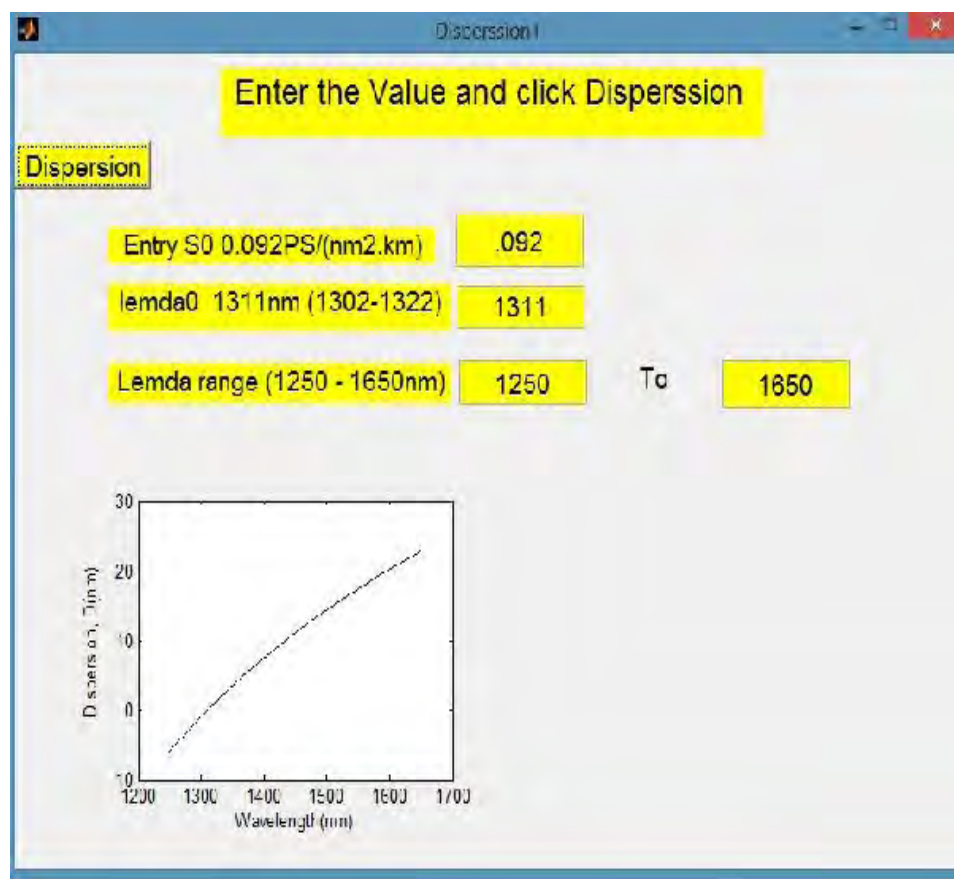 Disperssion1
Enter the Value and click Disperssion
Dispersion
Entry S0 0.092PS/(nm2.km) .092
lemda0 1311nm (1302-1322) 1311
Lemda range (1250 - 1650nm) 1250 To 1650
30
20
10
0
-10
Dispersion,
1200 1300 1400 1500 1600 1700
Wavelength(nm)